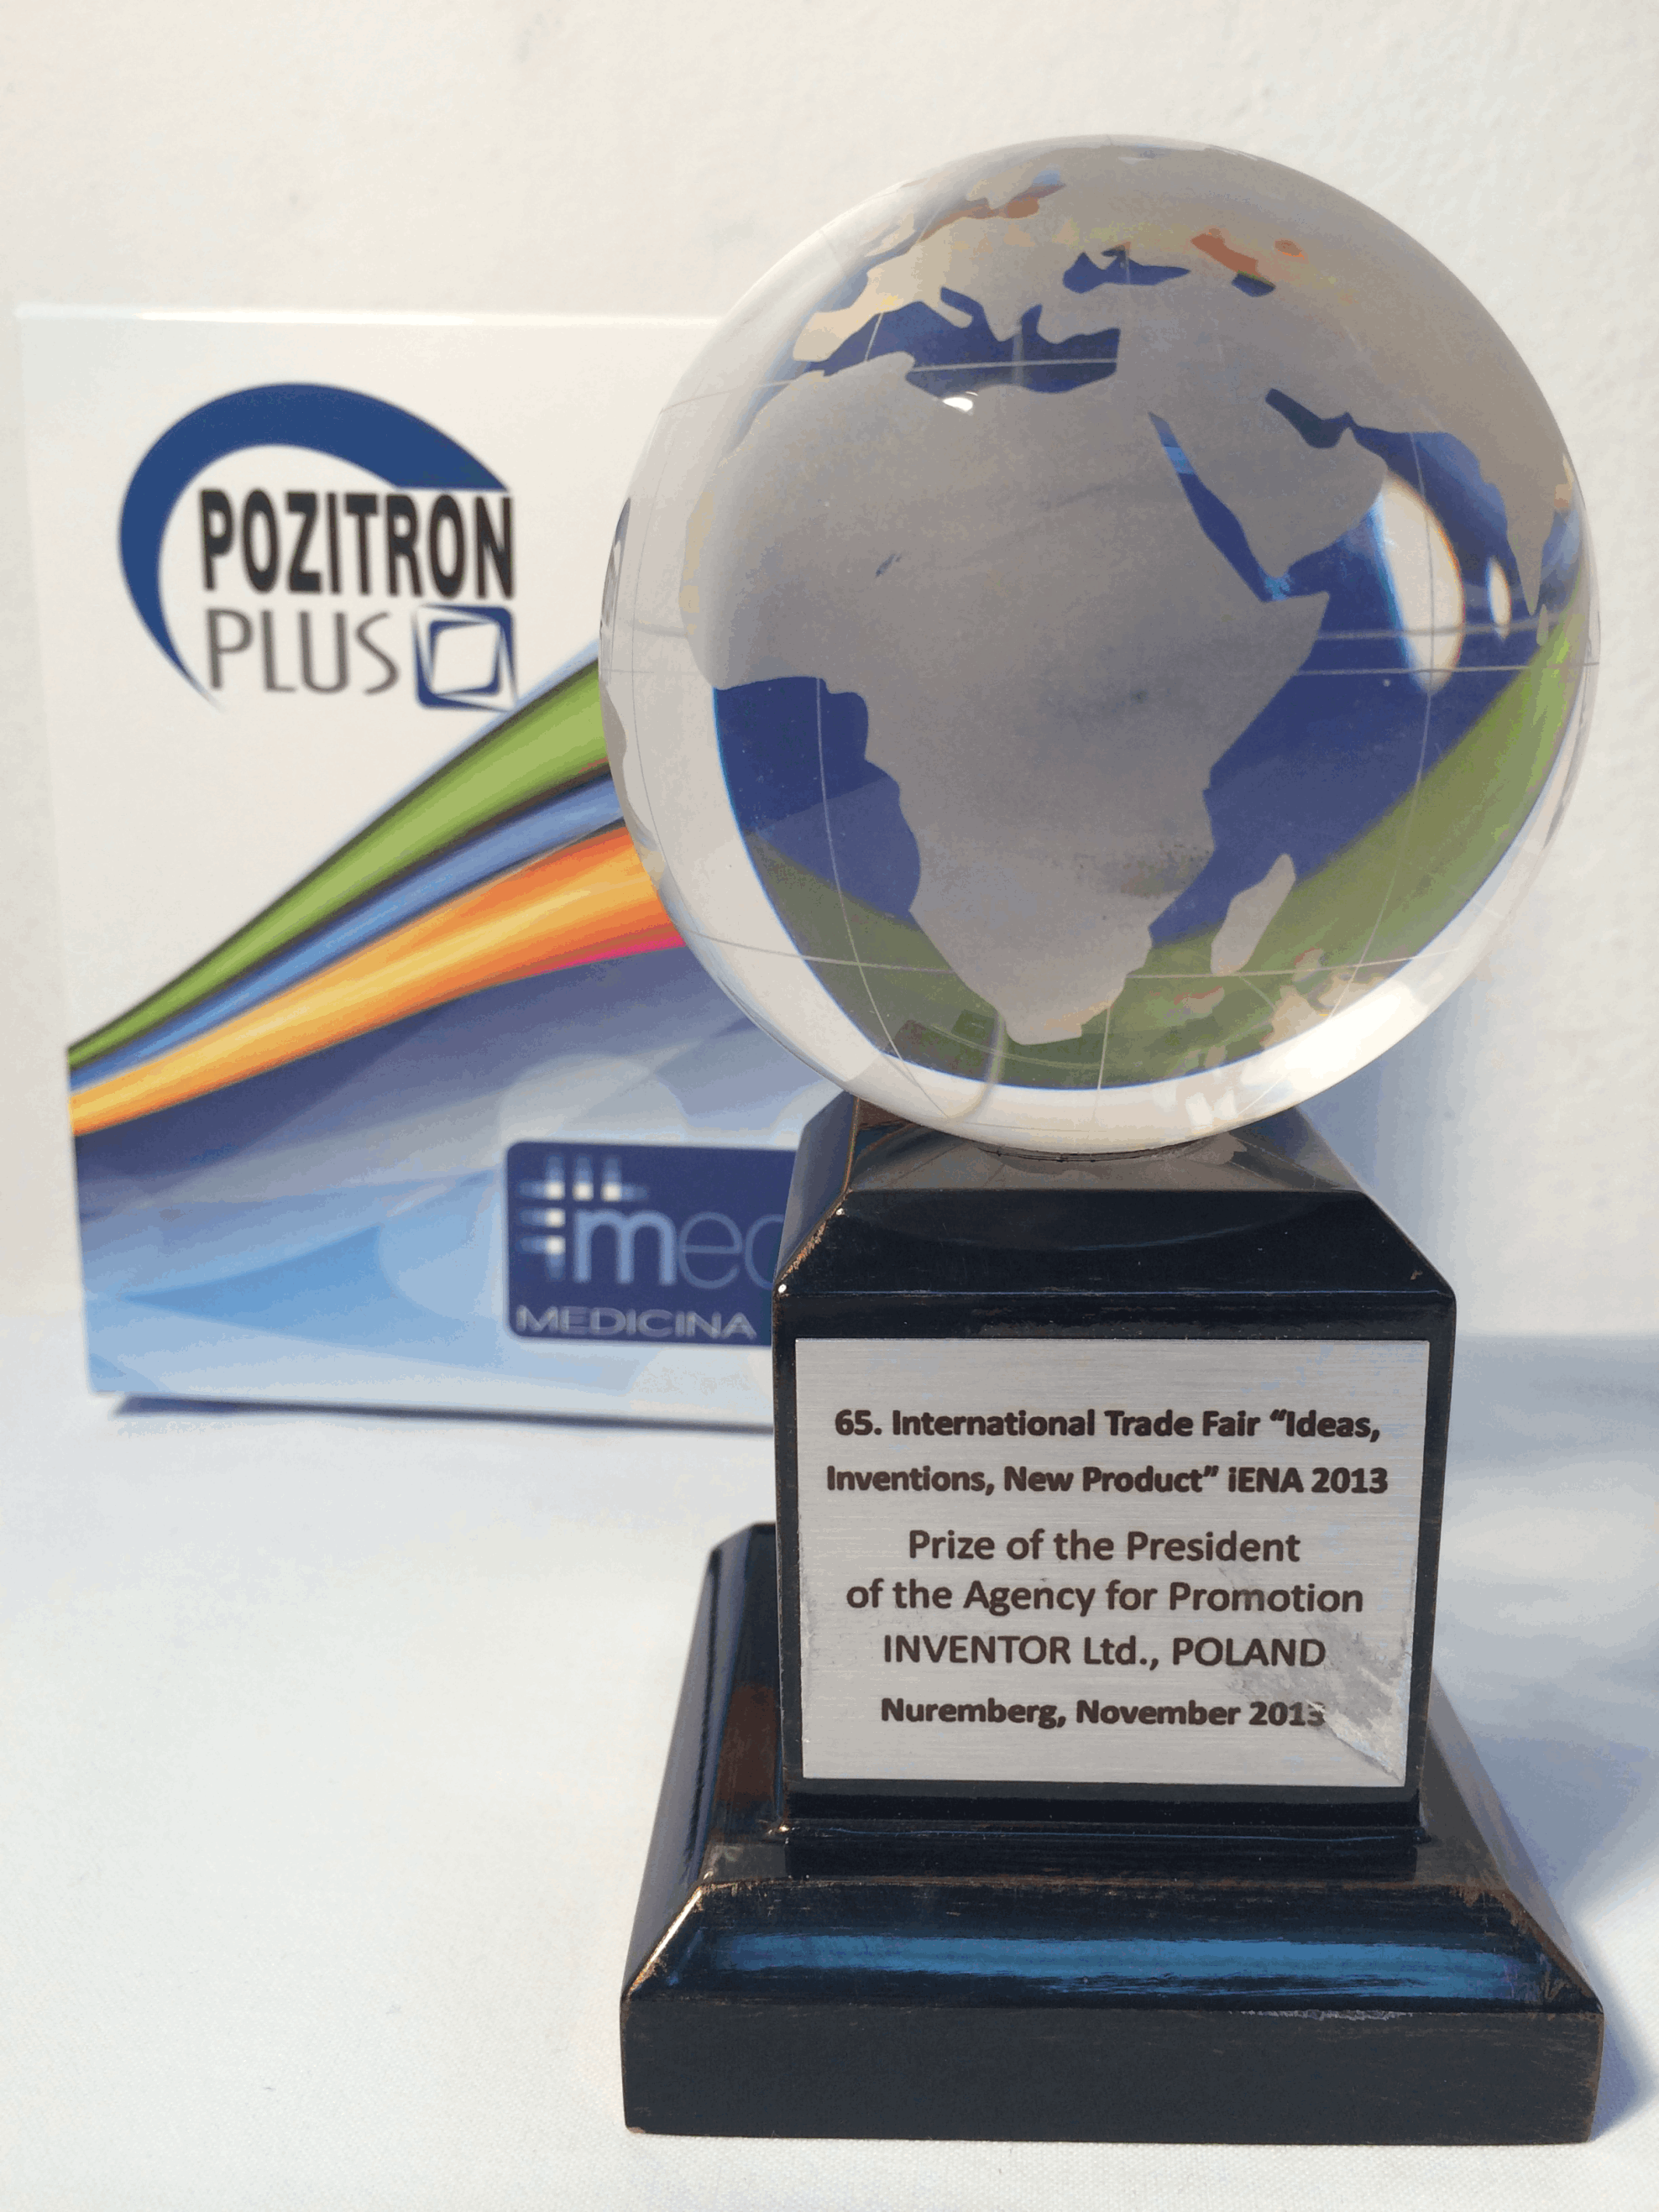 POZITRON
PLUS
med
MEDICINA
65. International Trade Fair “Ideas,
Inventions, New Product” iENA 2013
Prize of the President
of the Agency for Promotion
INVENTOR Ltd., POLAND
Nuremberg, November 2013